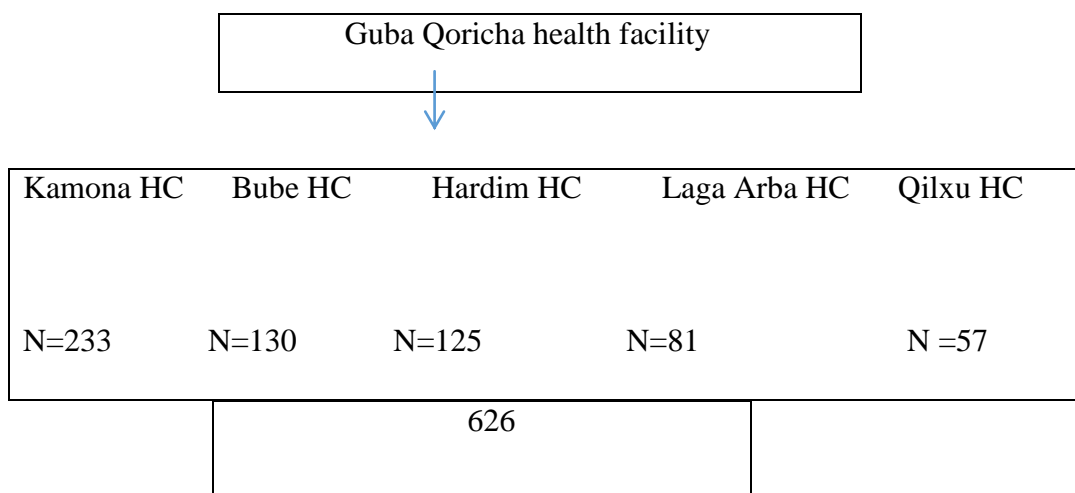 Guba Qoricha health facility
Kamona HC Bube HC Hardim HC Laga Arba HC Qilxu HC
N=233 N=130 N=125 N=81 N =57
626